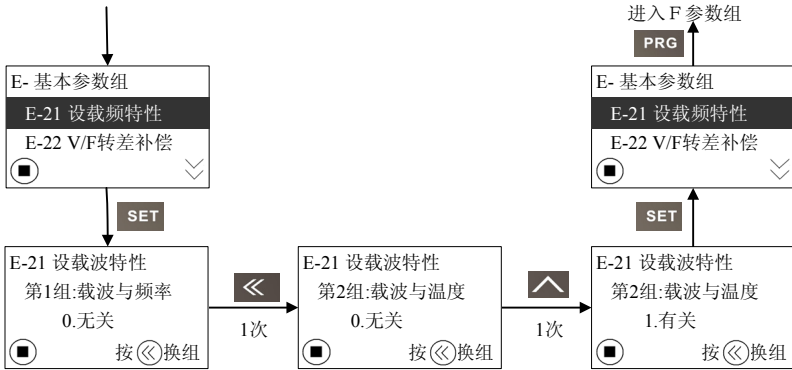 进入F参数组
PRG
E- 基本参数组
E-21 设载频特性
E-22 V/F转差补偿
E- 基本参数组
E-21 设载频特性
E-22 V/F转差补偿
SET
SET
E-21 设载波特性
第1组:载波与频率
0.无关
按换组
1次
E-21 设载波特性
第2组:载波与温度
0.无关
按换组
1次
E-21 设载波特性
第2组:载波与温度
1.有关
按换组